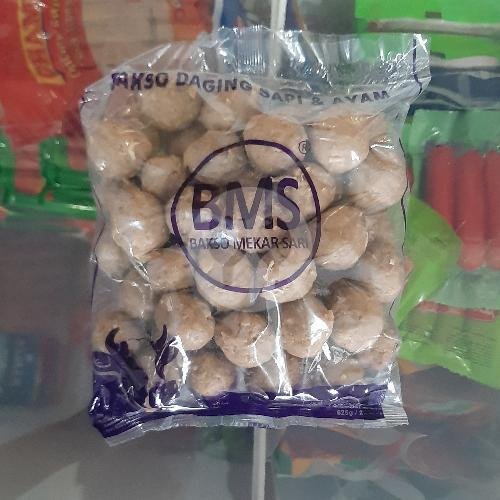 BAKSO DAGING SAPI & AYAM
®
BMS
BAKSO MEKAR SARI